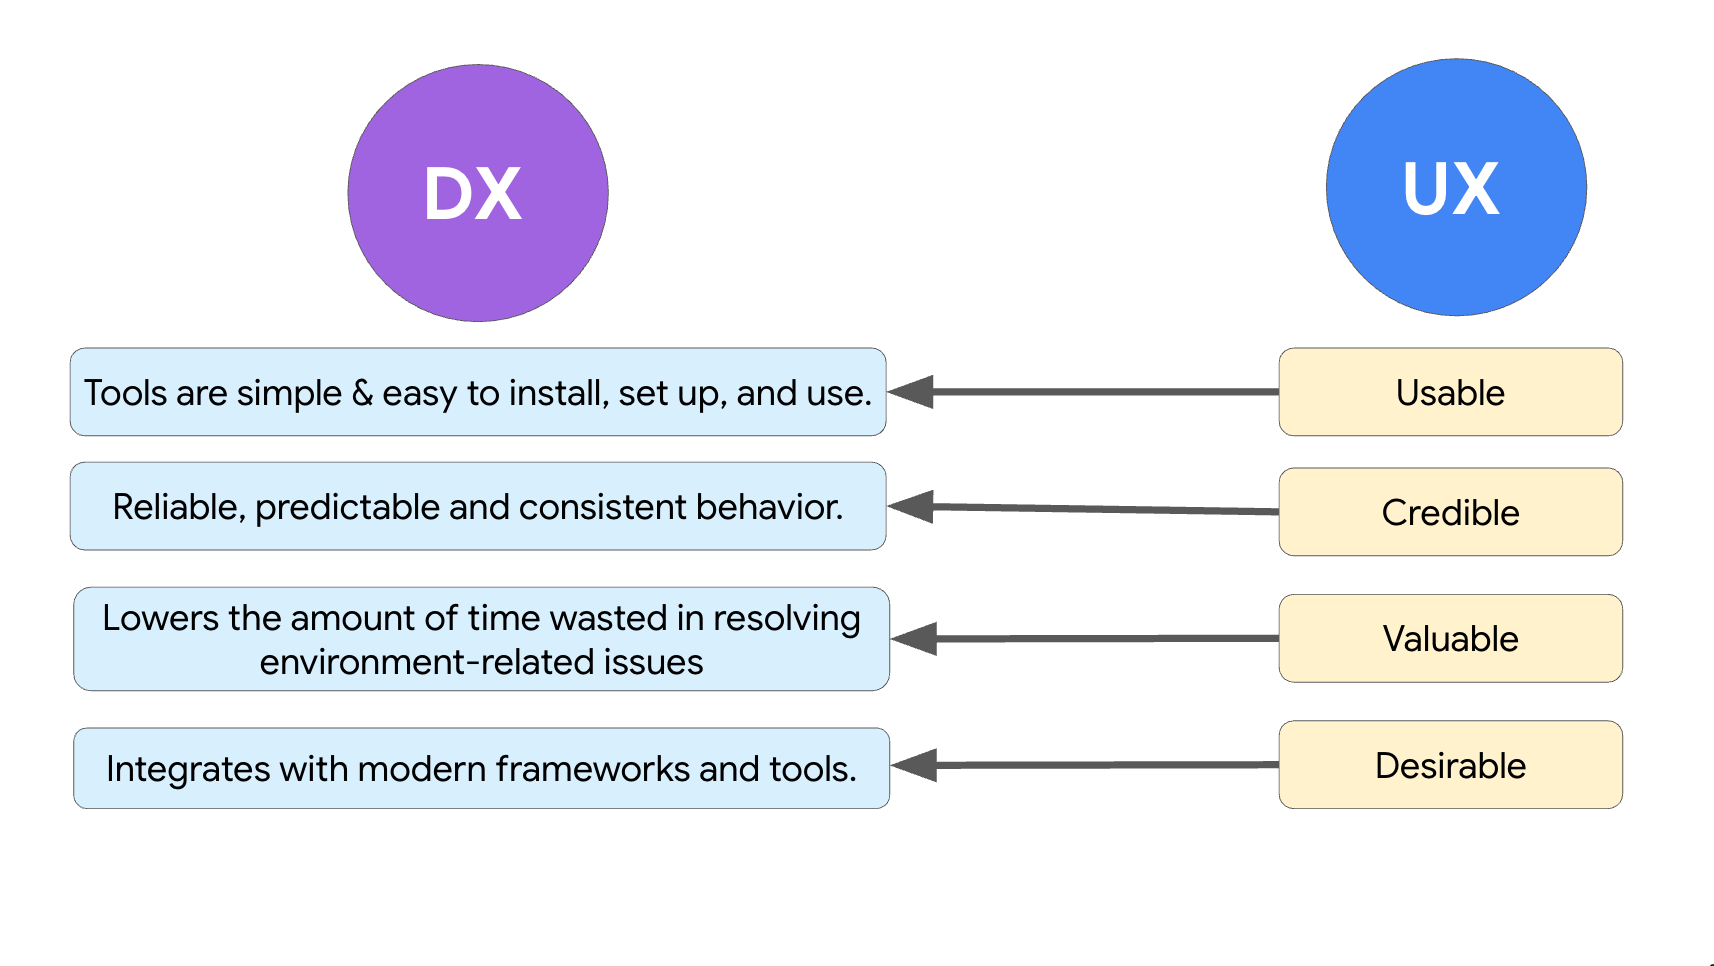 DX
UX
Tools are simple & easy to install, set up, and use.
Usable
Reliable, predictable and consistent behavior.
Credible
Lowers the amount of time wasted in resolving
environment-related issues
Valuable
Integrates with modern frameworks and tools.
Desirable